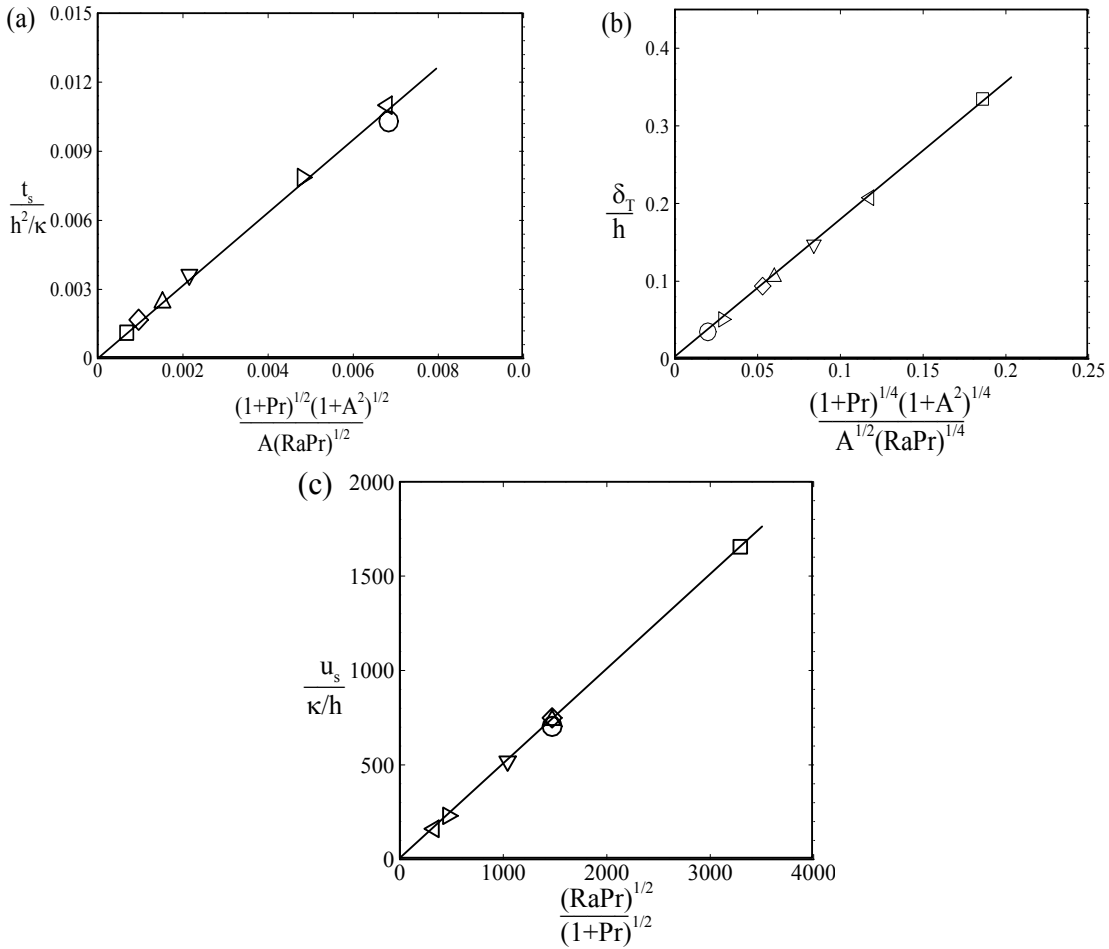 (a)
0.015
0.012
0.009
0.006
0.003
0
t_s
h²/κ
0 0.002 0.004 0.006 0.008 0.0
(1+Pr)^1/2 (1+A²)^1/2
A(RaPr)^1/2
(b)
0.4
0.3
0.2
0.1
0
δ_T
h
0 0.05 0.1 0.15 0.2 0.25
(1+Pr)^1/4 (1+A²)^1/4
A^1/2 (RaPr)^1/4
(c)
2000
1500
1000
500
0
u_s
κ/h
0 1000 2000 3000 4000
(RaPr)^1/2
(1+Pr)^1/2